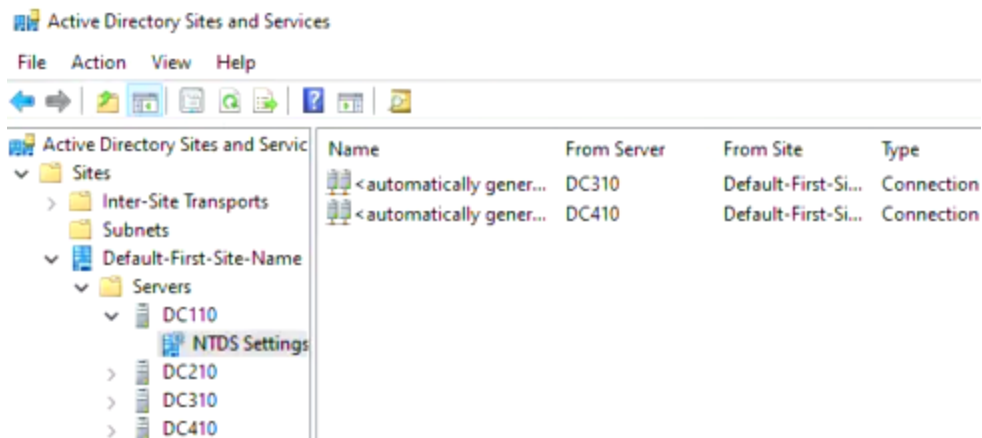 Active Directory Sites and Services
File Action View Help
Active Directory Sites and Servic
Name From Server From Site Type
Sites
<automatically gener... DC310 Default-First-Si... Connection
Inter-Site Transports
<automatically gener... DC410 Default-First-Si... Connection
Subnets
Default-First-Site-Name
Servers
DC110
NTDS Settings
DC210
DC310
DC410